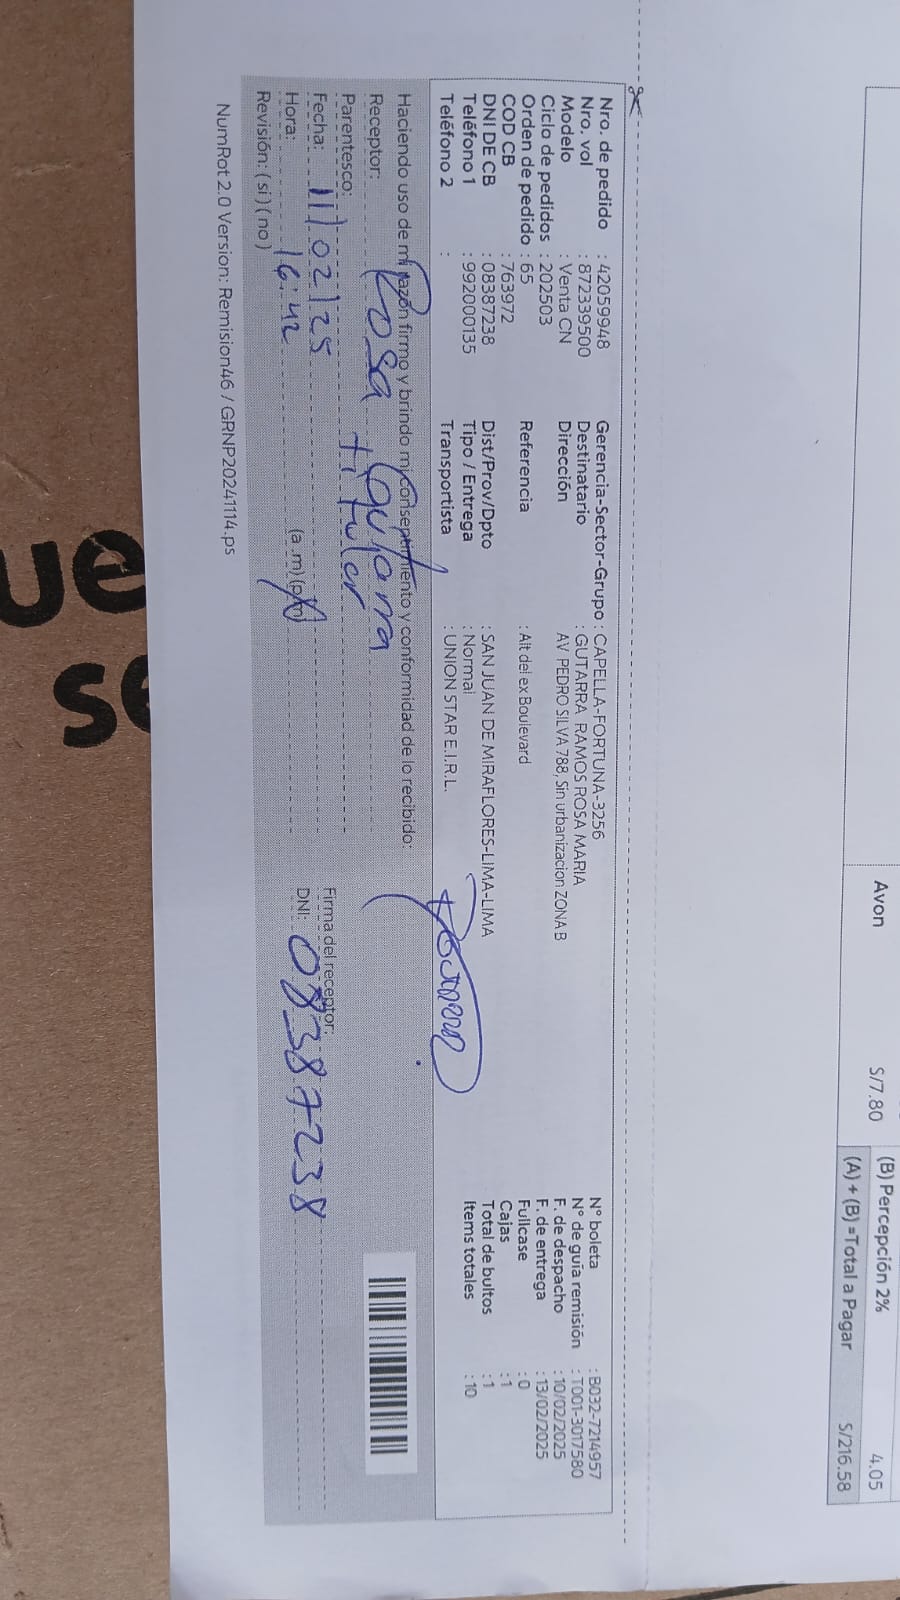 Avon S/7.80 (B) Percepción 2% 4.05
(A) + (B) =Total a Pagar S/216.58
Nro. de pedido : 42059948 Gerencia-Sector-Grupo : CAPELLA-FORTUNA-3256 N° boleta : B032-7214957
Nro. vol : 872339500 Destinatario : GUTARRA RAMOS ROSA MARIA N° de guía remisión : T001-3017580
Modelo : Venta CN Dirección AV PEDRO SILVA 788, Sin urbanizacion ZONA B F. de despacho : 10/02/2025
Ciclo de pedidos : 202503 F. de entrega : 13/02/2025
Orden de pedido : 65 Referencia : Alt del ex Boulevard Fullcase : 0
COD CB : 763972 Cajas : 1
DNI DE CB : 08387238 Dist/Prov/Dpto : SAN JUAN DE MIRAFLORES-LIMA-LIMA Total de bultos : 1
Teléfono 1 : 992000135 Tipo / Entrega : Normal Items totales : 10
Teléfono 2 : Transportista : UNION STAR E.I.R.L.
Haciendo uso de mi razón firmo y brindo mi consentimiento y conformidad de lo recibido:
Receptor: Rosa Gutarra
Parentesco: titular
Fecha: 11/02/25 Firma del receptor:
Hora: 16:42 (a .m) (p.m) DNI: 08387238
Revisión: ( si ) ( no )
NumRot 2.0 Version: Remision46 / GRNP20241114.ps
ue
se